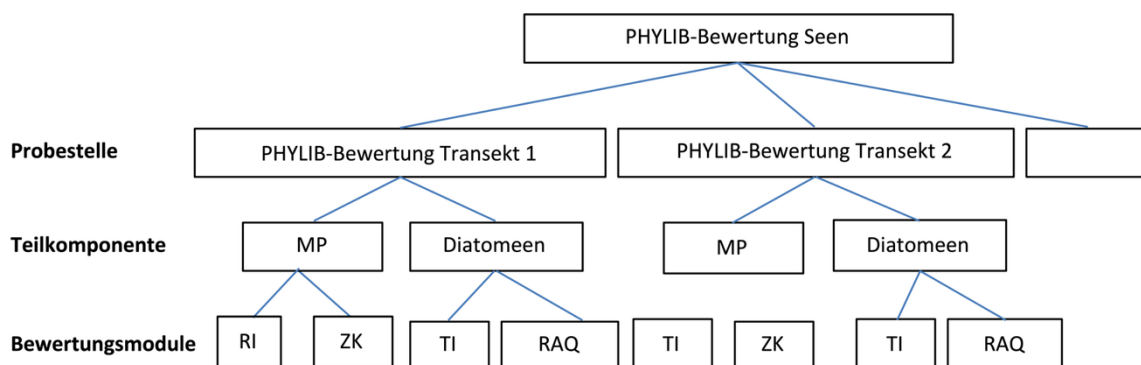 PHYLIB-Bewertung Seen
Probestelle
PHYLIB-Bewertung Transekt 1
PHYLIB-Bewertung Transekt 2
Teilkomponente
MP
Diatomeen
MP
Diatomeen
Bewertungsmodule
RI
ZK
TI
RAQ
TI
ZK
TI
RAQ